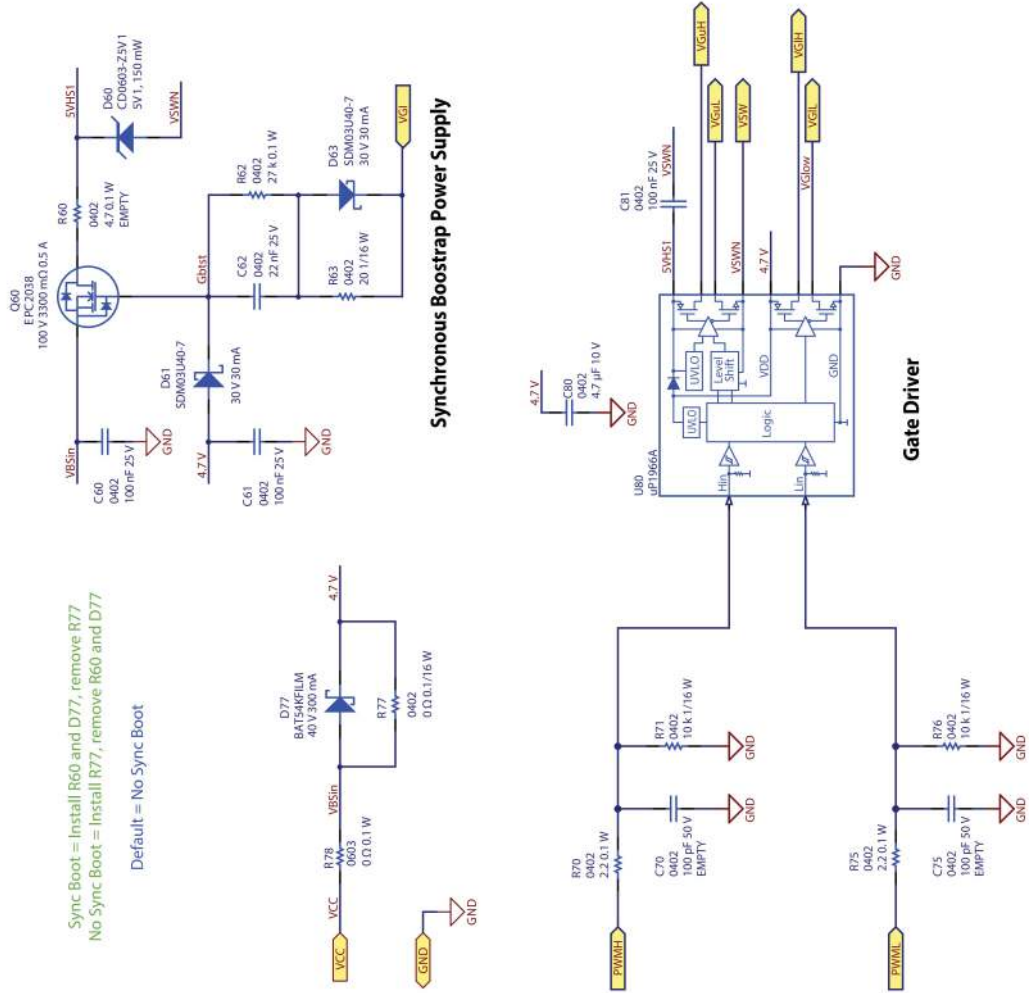 Sync Boot = Install R60 and D77, remove R77
No Sync Boot = Install R77, remove R60 and D77
Default = No Sync Boot
VCC
VCC
R78
0603
0 Ω 0.1 W
VBSin
D77
BAT54KFILM
40 V 300 mA
R77
0402
0 Ω 0.1/16 W
4.7 V
GND
GND
VBSin
C60
0402
100 nF 25 V
GND
Q60
EPC2038
100 V 3300 mΩ 0.5 A
R60
0402
4.7 0.1 W
EMPTY
5VHS1
D60
CD0603-Z5V1
5V1, 150 mW
VSWN
4.7 V
C61
0402
100 nF 25 V
GND
D61
SDM03U40-7
30 V 30 mA
Gbtst
C62
0402
22 nF 25 V
R62
0402
27 k 0.1 W
R63
0402
20 1/16 W
D63
SDM03U40-7
30 V 30 mA
VGl
Synchronous Boostrap Power Supply
PWMH
R70
0402
2.2 0.1 W
C70
0402
100 pF 50 V
EMPTY
GND
R71
0402
10 k 1/16 W
GND
PWML
R75
0402
2.2 0.1 W
C75
0402
100 pF 50 V
EMPTY
GND
R76
0402
10 k 1/16 W
GND
4.7 V
C80
0402
4.7 µF 10 V
GND
U80
uP1966A
Hin
Lin
UVLO
Logic
UVLO
Level
Shift
VDD
GND
5VHS1
C81
0402
100 nF 25 V
VSWN
VSWN
4.7 V
VGlow
GND
VGuH
VGuL
VSW
VGlH
VGlL
Gate Driver